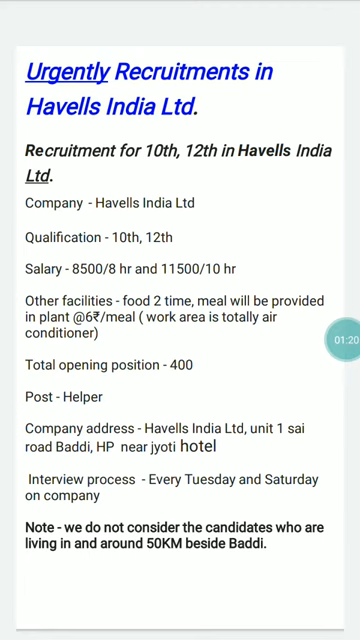 Urgently Recruitments in
Havells India Ltd.
Recruitment for 10th, 12th in Havells India
Ltd.
Company - Havells India Ltd
Qualification - 10th, 12th
Salary - 8500/8 hr and 11500/10 hr
Other facilities - food 2 time, meal will be provided
in plant @6₹/meal ( work area is totally air
conditioner)
01:20
Total opening position - 400
Post - Helper
Company address - Havells India Ltd, unit 1 sai
road Baddi, HP near jyoti hotel
Interview process - Every Tuesday and Saturday
on company
Note - we do not consider the candidates who are
living in and around 50KM beside Baddi.